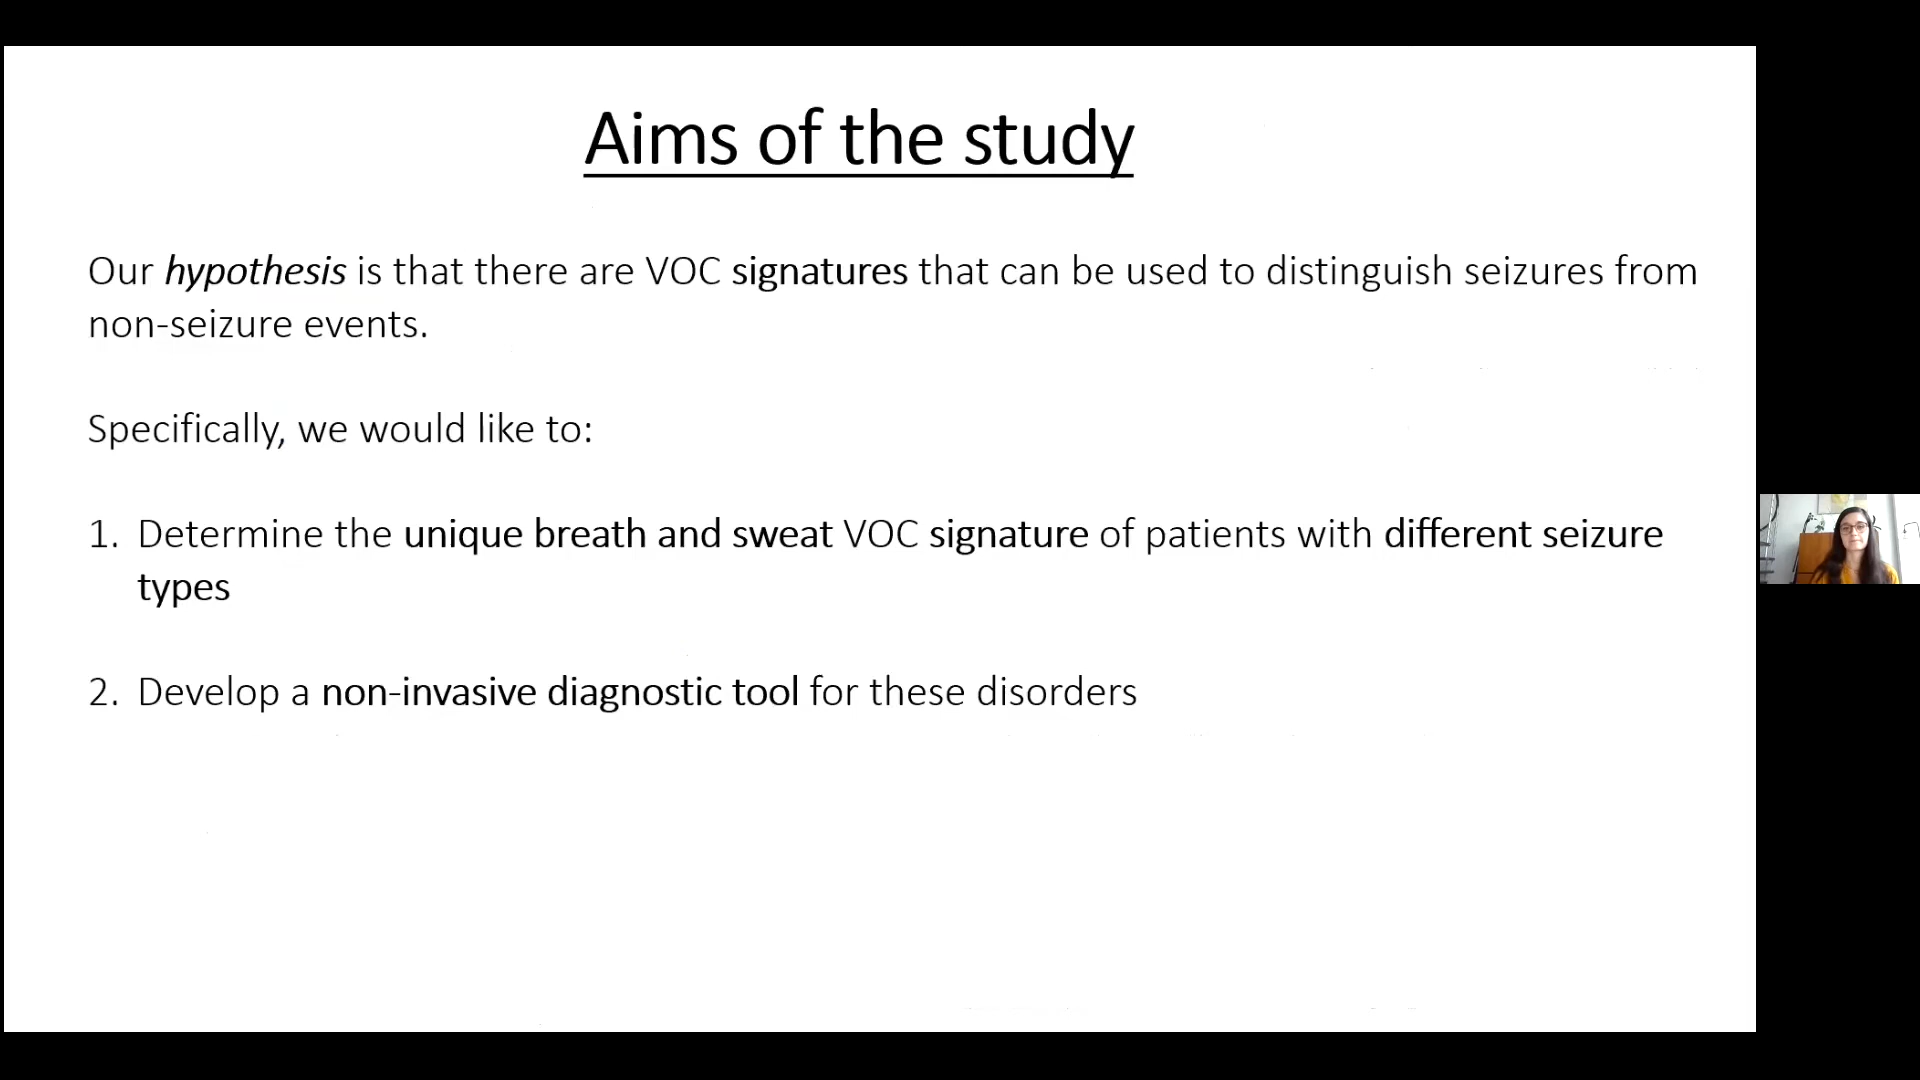 Aims of the study
Our hypothesis is that there are VOC signatures that can be used to distinguish seizures from
non-seizure events.
Specifically, we would like to:
1. Determine the unique breath and sweat VOC signature of patients with different seizure
types
2. Develop a non-invasive diagnostic tool for these disorders